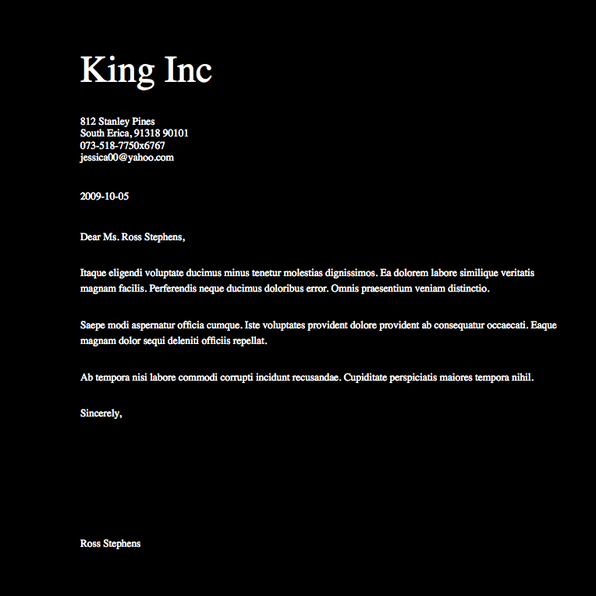 King Inc
812 Stanley Pines
South Erica, 91318 90101
073-518-7750x6767
jessica00@yahoo.com
2009-10-05
Dear Ms. Ross Stephens,
Itaque eligendi voluptate ducimus minus tenetur molestias dignissimos. Ea dolorem labore similique veritatis
magnam facilis. Perferendis neque ducimus doloribus error. Omnis praesentium veniam distinctio.
Saepe modi aspernatur officia cumque. Iste voluptates provident dolore provident ab consequatur occaecati. Eaque
magnam dolor sequi deleniti officiis repellat.
Ab tempora nisi labore commodi corrupti incidunt recusandae. Cupiditate perspiciatis maiores tempora nihil.
Sincerely,
Ross Stephens